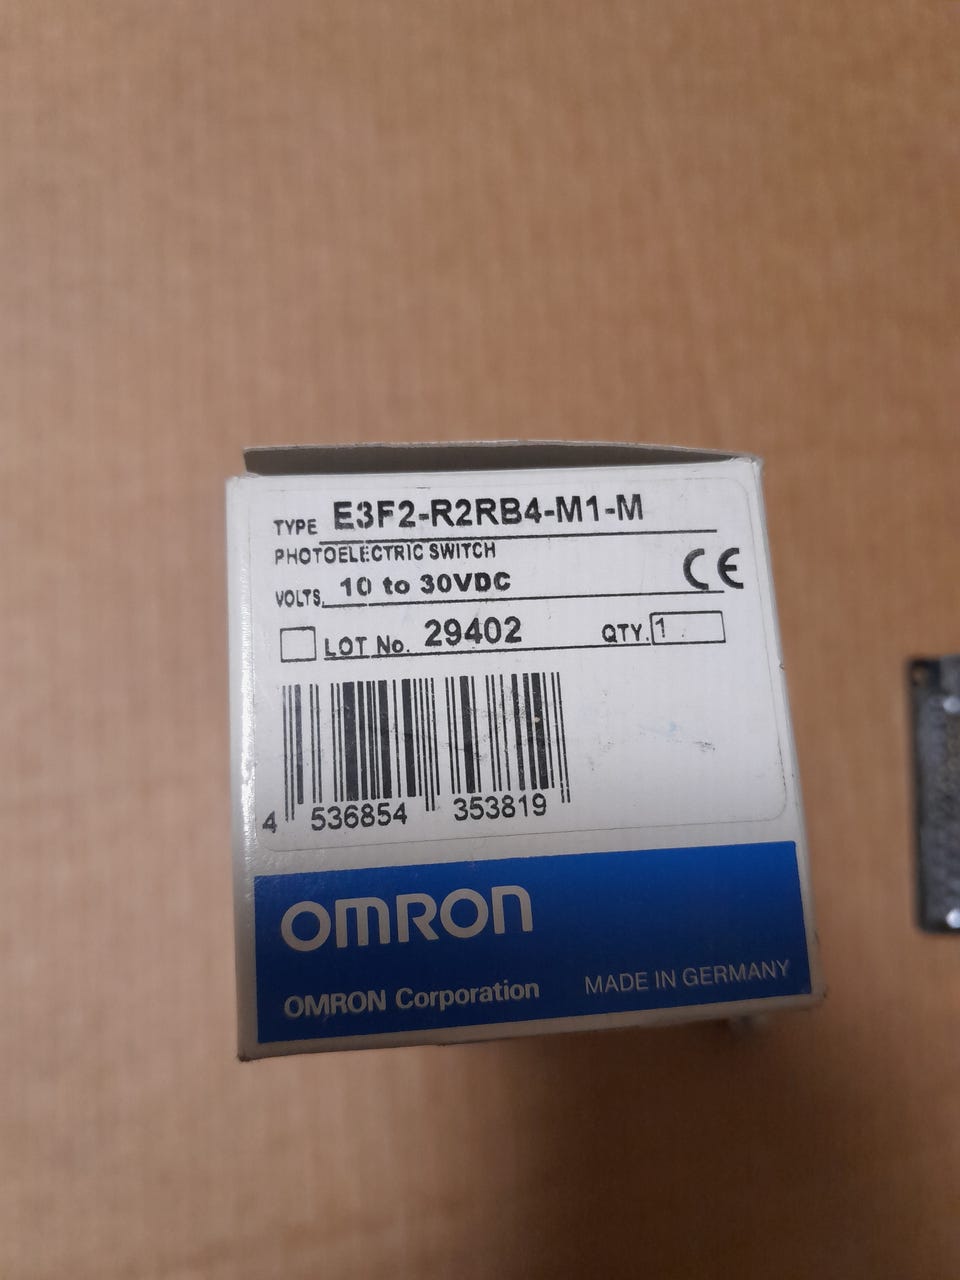 TYPE E3F2-R2RB4-M1-M
PHOTOELECTRIC SWITCH
VOLTS. 10 to 30VDC
CE
LOT No. 29402 QTY. 1
4 536854 353819
OMRON
OMRON Corporation MADE IN GERMANY